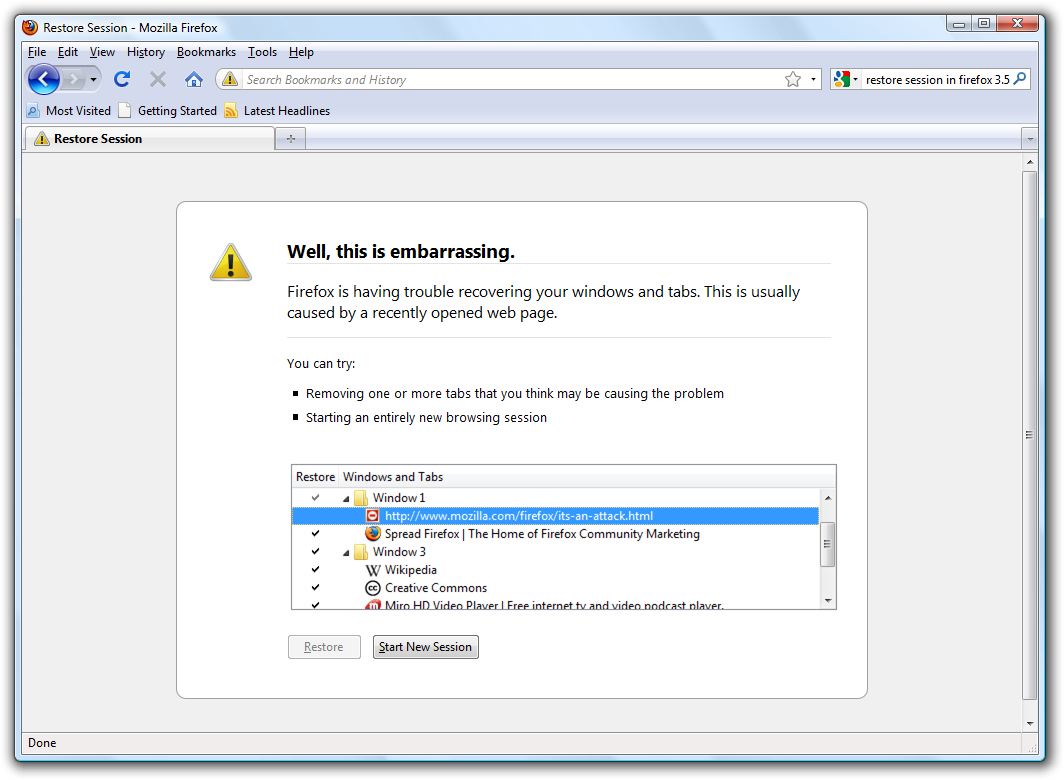 Restore Session - Mozilla Firefox
File Edit View History Bookmarks Tools Help
Search Bookmarks and History
restore session in firefox 3.5
Most Visited Getting Started Latest Headlines
Restore Session
Well, this is embarrassing.
Firefox is having trouble recovering your windows and tabs. This is usually
caused by a recently opened web page.
You can try:
Removing one or more tabs that you think may be causing the problem
Starting an entirely new browsing session
Restore Windows and Tabs
Window 1
http://www.mozilla.com/firefox/its-an-attack.html
Spread Firefox | The Home of Firefox Community Marketing
Window 3
W Wikipedia
cc Creative Commons
m Miro HD Video Player | Free internet tv and video podcast player.
Restore Start New Session
Done